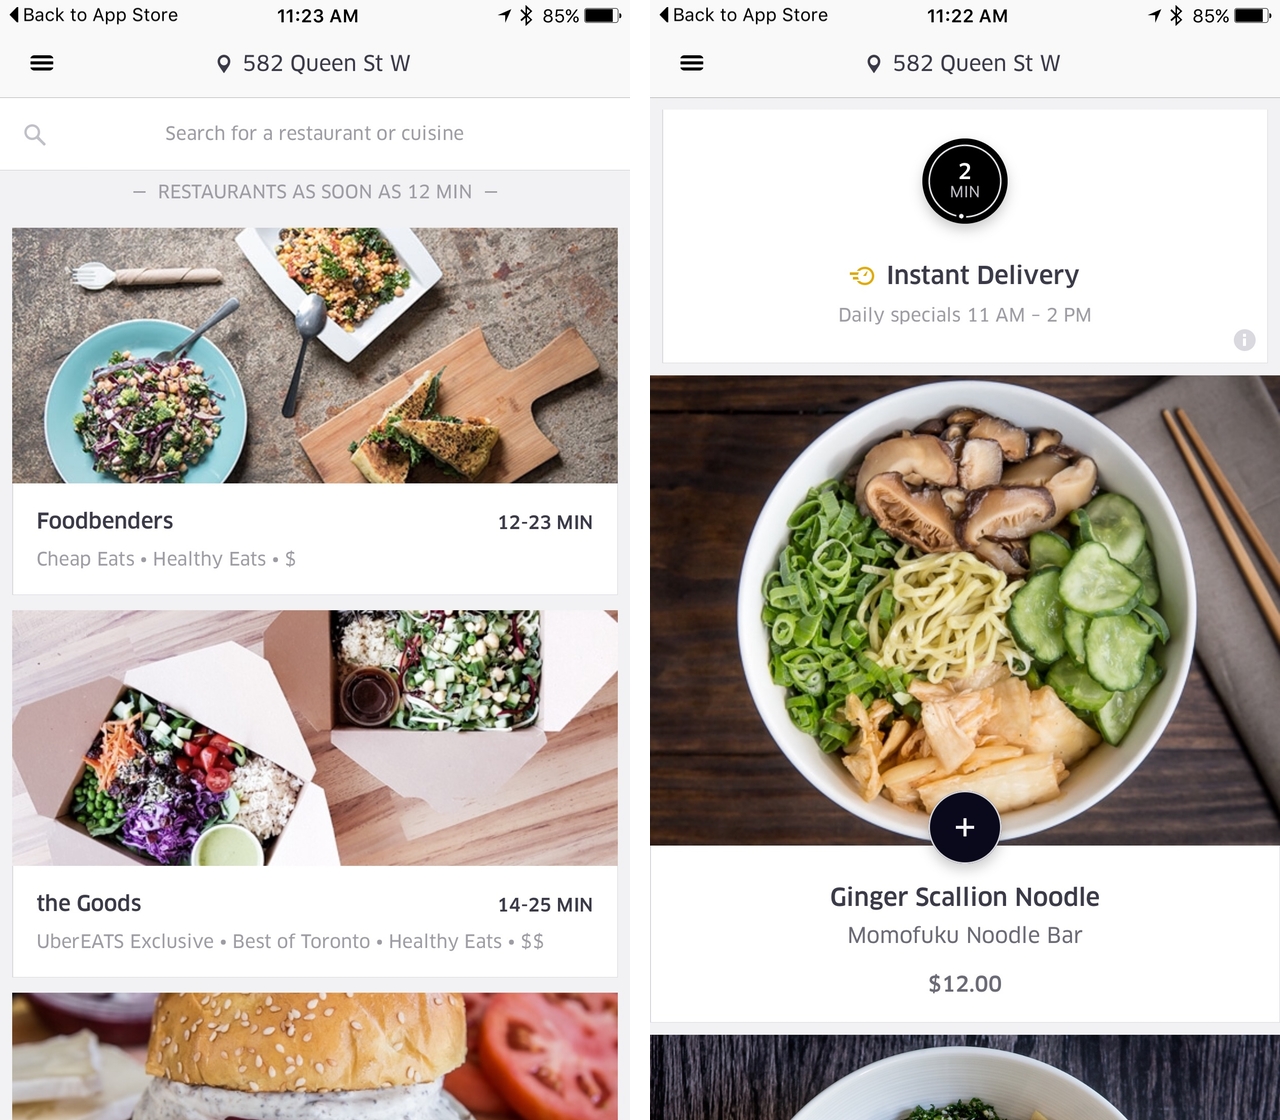 Back to App Store 11:23 AM 85%
582 Queen St W
Search for a restaurant or cuisine
— RESTAURANTS AS SOON AS 12 MIN —
Foodbenders 12-23 MIN
Cheap Eats • Healthy Eats • $
the Goods 14-25 MIN
UberEATS Exclusive • Best of Toronto • Healthy Eats • $$
Back to App Store 11:22 AM 85%
582 Queen St W
2
MIN
Instant Delivery
Daily specials 11 AM – 2 PM
Ginger Scallion Noodle
Momofuku Noodle Bar
$12.00